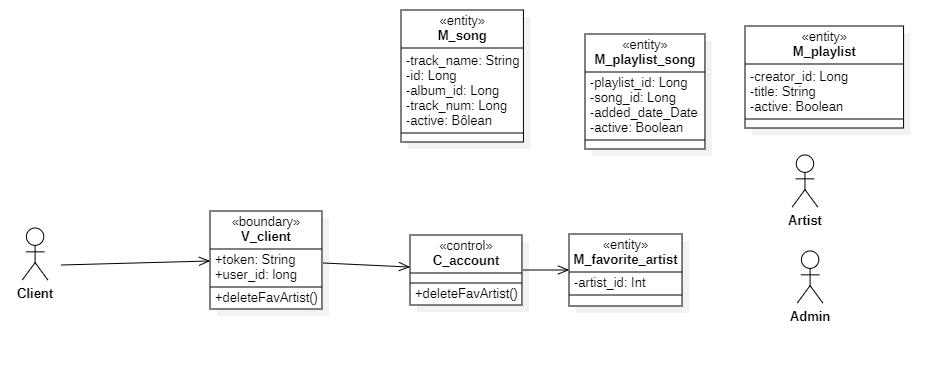 «entity»
M_song
-track_name: String
-id: Long
-album_id: Long
-track_num: Long
-active: Bôlean
«entity»
M_playlist_song
-playlist_id: Long
-song_id: Long
-added_date_Date
-active: Boolean
«entity»
M_playlist
-creator_id: Long
-title: String
-active: Boolean
Artist
Client
«boundary»
V_client
+token: String
+user_id: long
+deleteFavArtist()
«control»
C_account
+deleteFavArtist()
«entity»
M_favorite_artist
-artist_id: Int
Admin